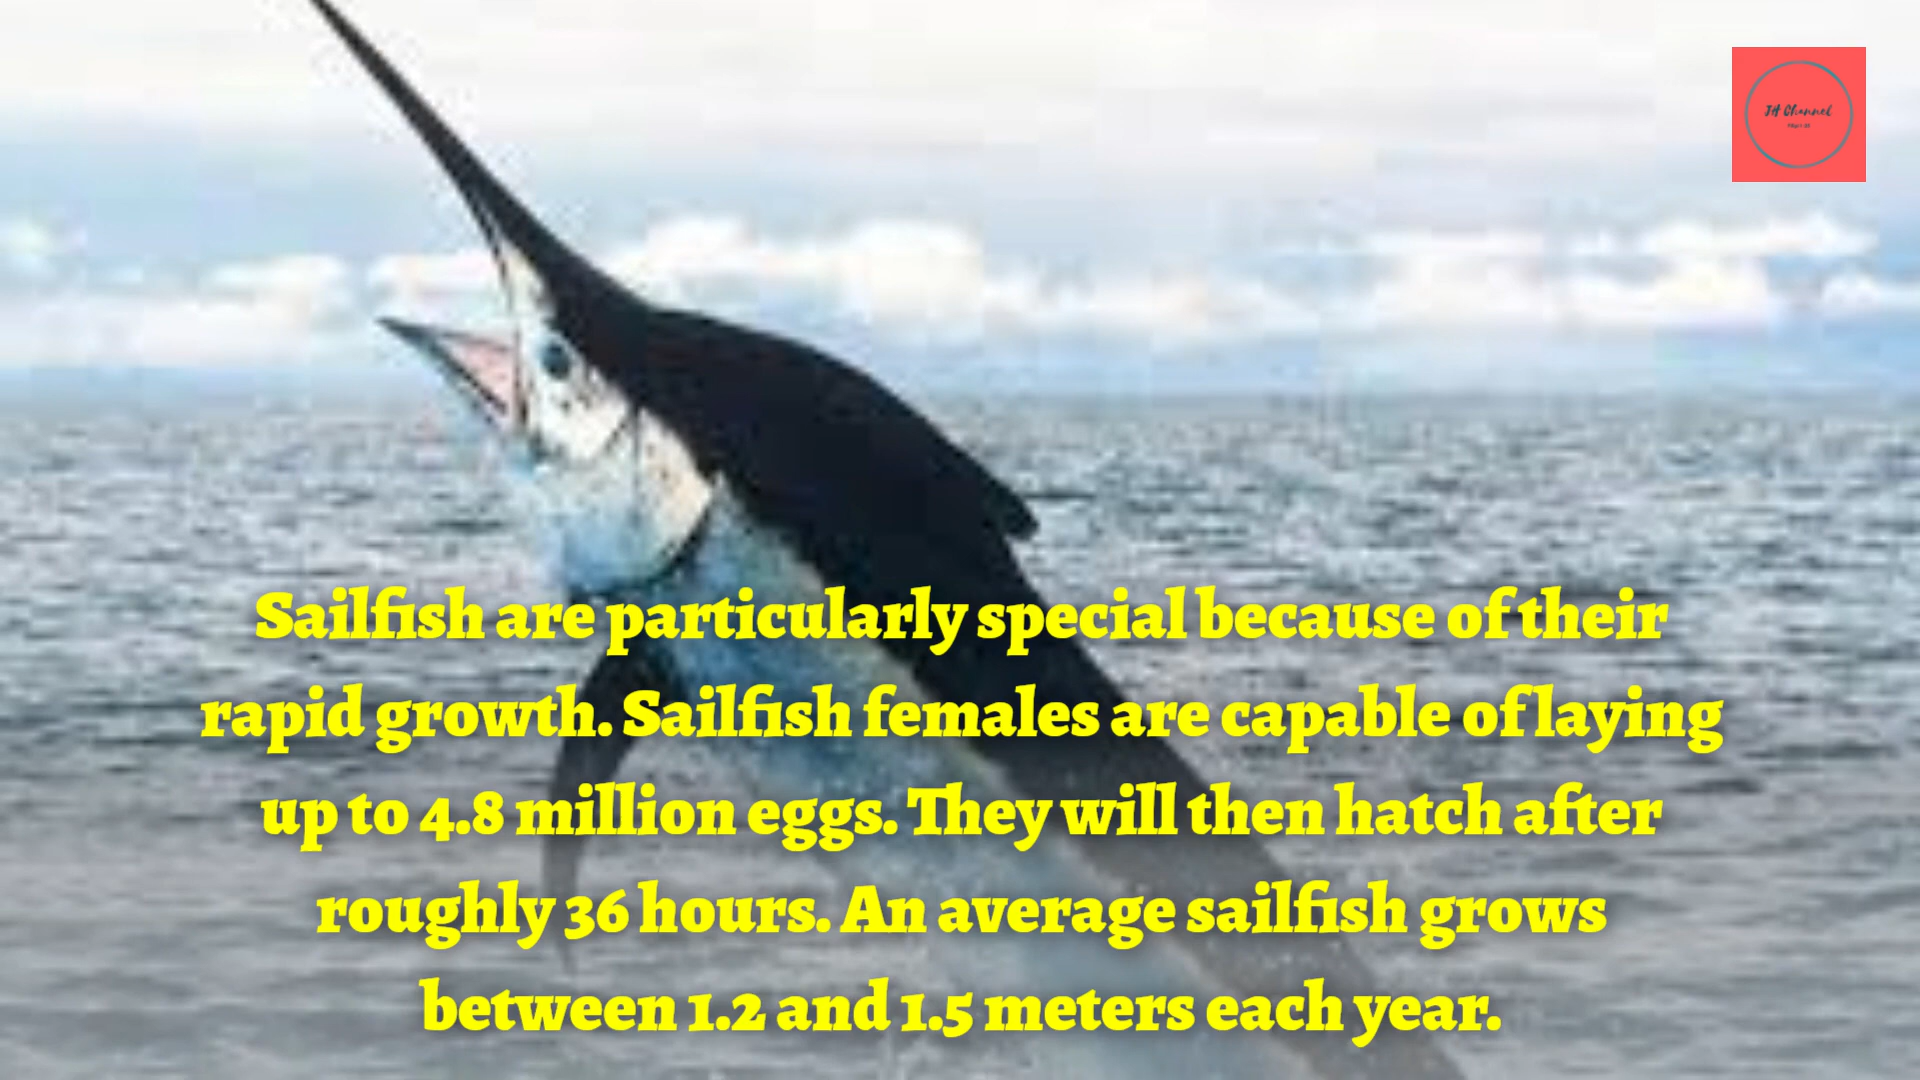 JA Channel
Sailfish are particularly special because of their
rapid growth. Sailfish females are capable of laying
up to 4.8 million eggs. They will then hatch after
roughly 36 hours. An average sailfish grows
between 1.2 and 1.5 meters each year.